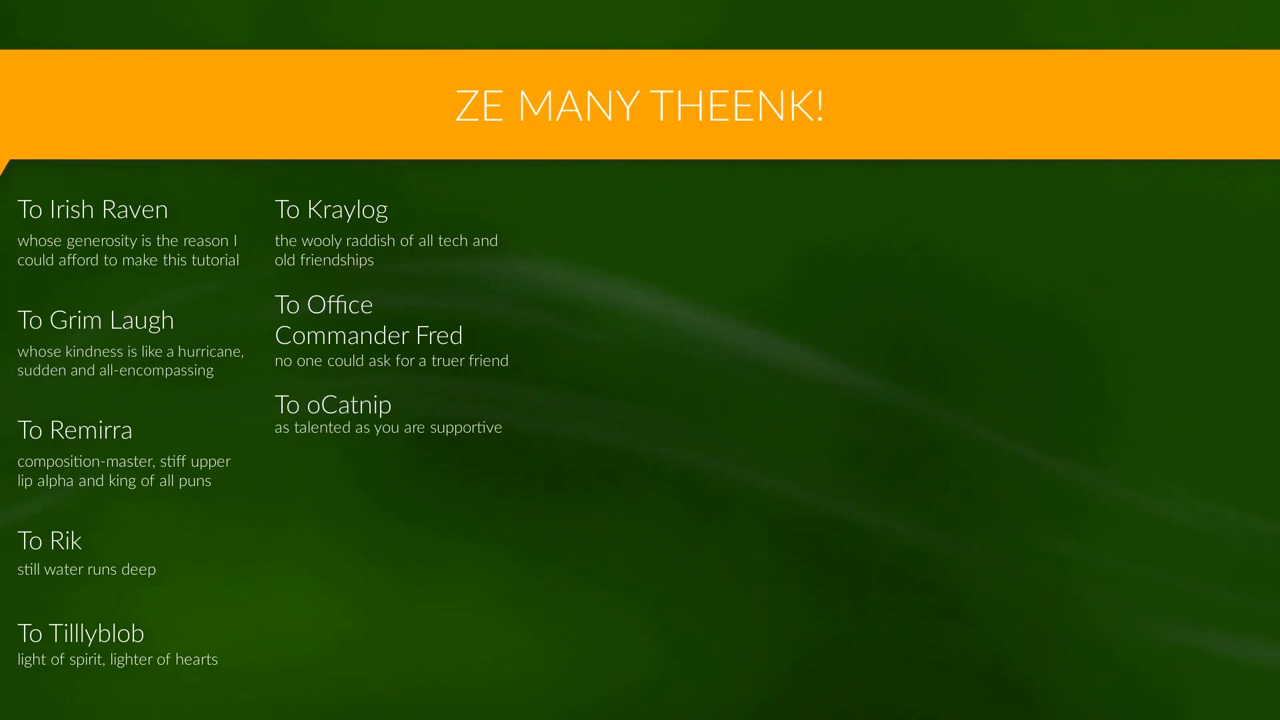 ZE MANY THEENK!
To Irish Raven
whose generosity is the reason I
could afford to make this tutorial
To Grim Laugh
whose kindness is like a hurricane,
sudden and all-encompassing
To Remirra
composition-master, stiff upper
lip alpha and king of all puns
To Rik
still water runs deep
To Tilllyblob
light of spirit, lighter of hearts
To Kraylog
the wooly raddish of all tech and
old friendships
To Office
Commander Fred
no one could ask for a truer friend
To oCatnip
as talented as you are supportive